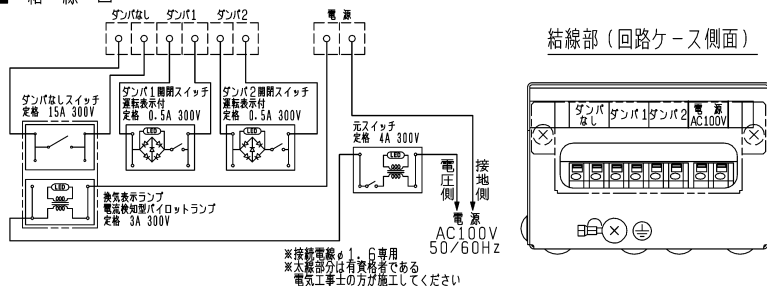 ■ 結 線 図
ダンパなし ダンパ1 ダンパ2 電 源
ダンパなしスイッチ
定格 15A 300V
ダンパ1開閉スイッチ
運転表示付
定格 0.5A 300V
ダンパ2開閉スイッチ
運転表示付
定格 0.5A 300V
元スイッチ
定格 4A 300V
LED
LED
LED
LED
換気表示ランプ
電流検知型パイロットランプ
定格 3A 300V
電圧側
接地側
電 源
AC100V
50/60Hz
※接続電線φ1.6専用
※太線部分は有資格者である
電気工事士の方が施工してください
結線部(回路ケース側面)
ダンパなし
ダンパ1
ダンパ2
電 源
AC100V